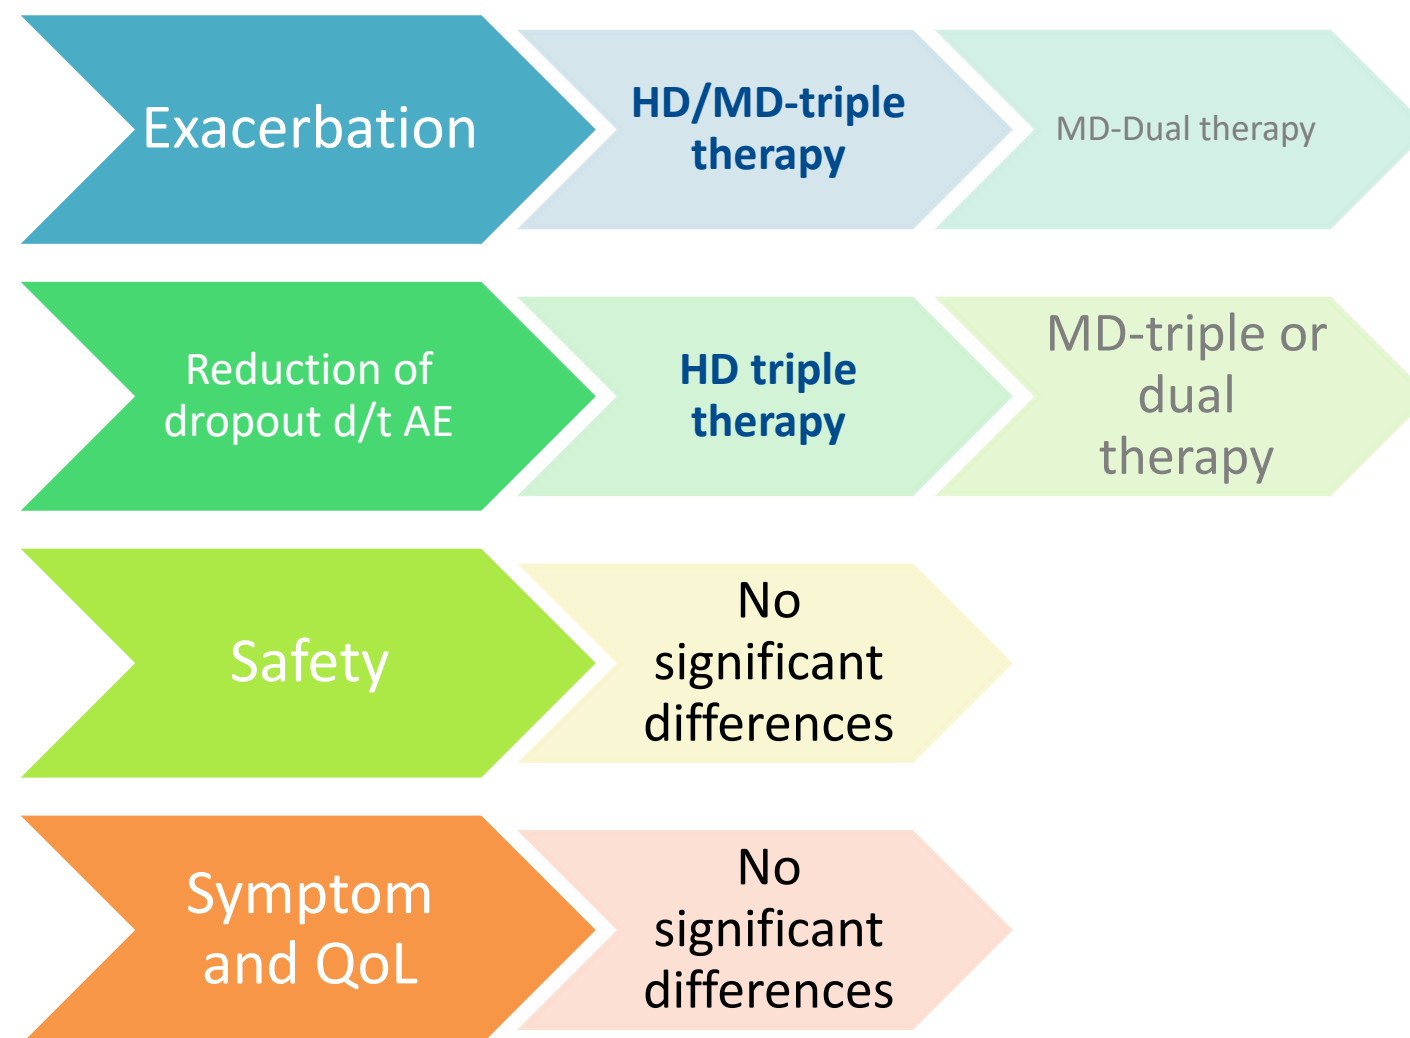 Exacerbation
HD/MD-triple
therapy
MD-Dual therapy
Reduction of
dropout d/t AE
HD triple
therapy
MD-triple or
dual
therapy
Safety
No
significant
differences
Symptom
and QoL
No
significant
differences